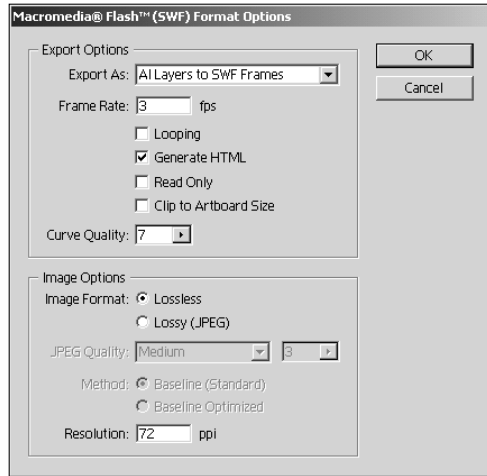 Macromedia® Flash™ (SWF) Format Options
Export Options
OK
Export As: AI Layers to SWF Frames
Cancel
Frame Rate: 3 fps
Looping
Generate HTML
Read Only
Clip to Artboard Size
Curve Quality: 7
Image Options
Image Format: Lossless
Lossy (JPEG)
JPEG Quality: Medium 3
Method: Baseline (Standard)
Baseline Optimized
Resolution: 72 ppi